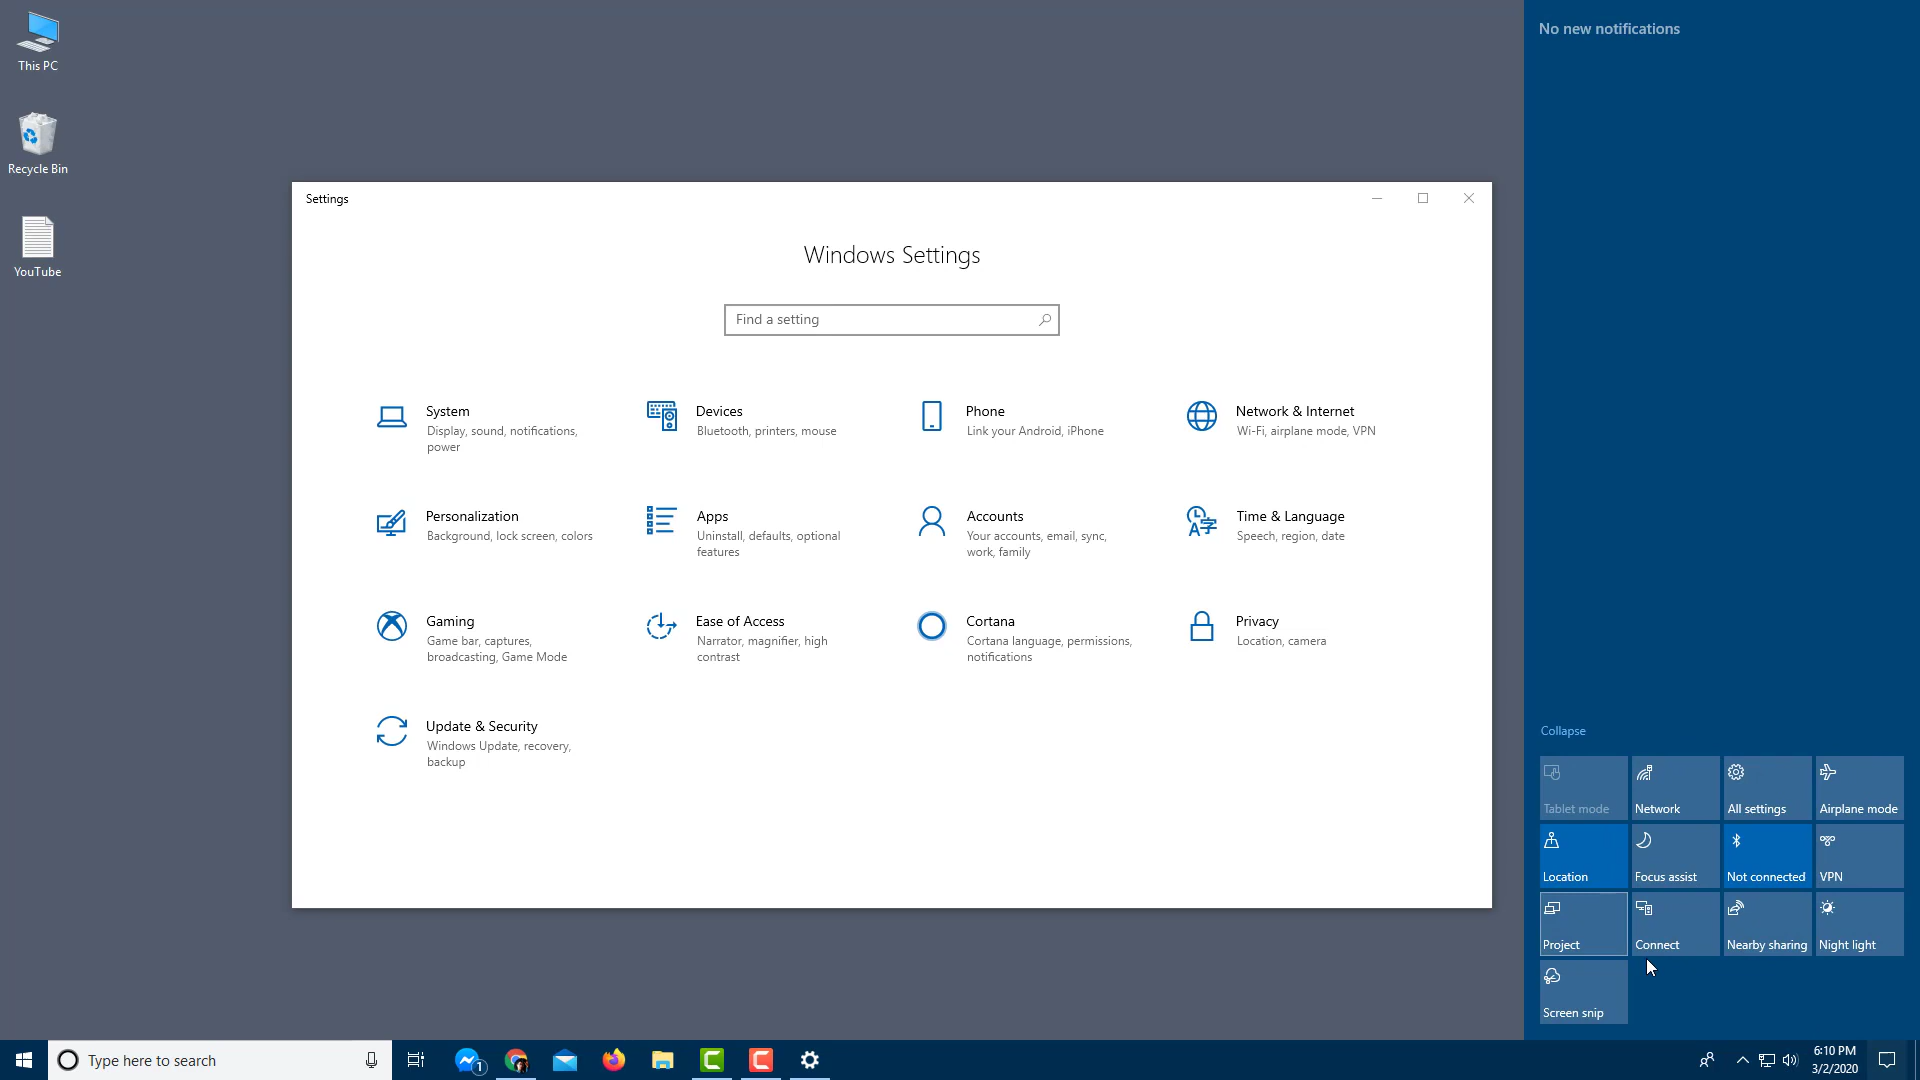 This PC
Recycle Bin
YouTube
Settings
Windows Settings
Find a setting
System
Display, sound, notifications,
power
Devices
Bluetooth, printers, mouse
Phone
Link your Android, iPhone
Network & Internet
Wi-Fi, airplane mode, VPN
Personalization
Background, lock screen, colors
Apps
Uninstall, defaults, optional
features
Accounts
Your accounts, email, sync,
work, family
Time & Language
Speech, region, date
Gaming
Game bar, captures,
broadcasting, Game Mode
Ease of Access
Narrator, magnifier, high
contrast
Cortana
Cortana language, permissions,
notifications
Privacy
Location, camera
Update & Security
Windows Update, recovery,
backup
No new notifications
Collapse
Tablet mode
Network
All settings
Airplane mode
Location
Focus assist
Not connected
VPN
Project
Connect
Nearby sharing
Night light
Screen snip
Type here to search
1
6:10 PM
3/2/2020